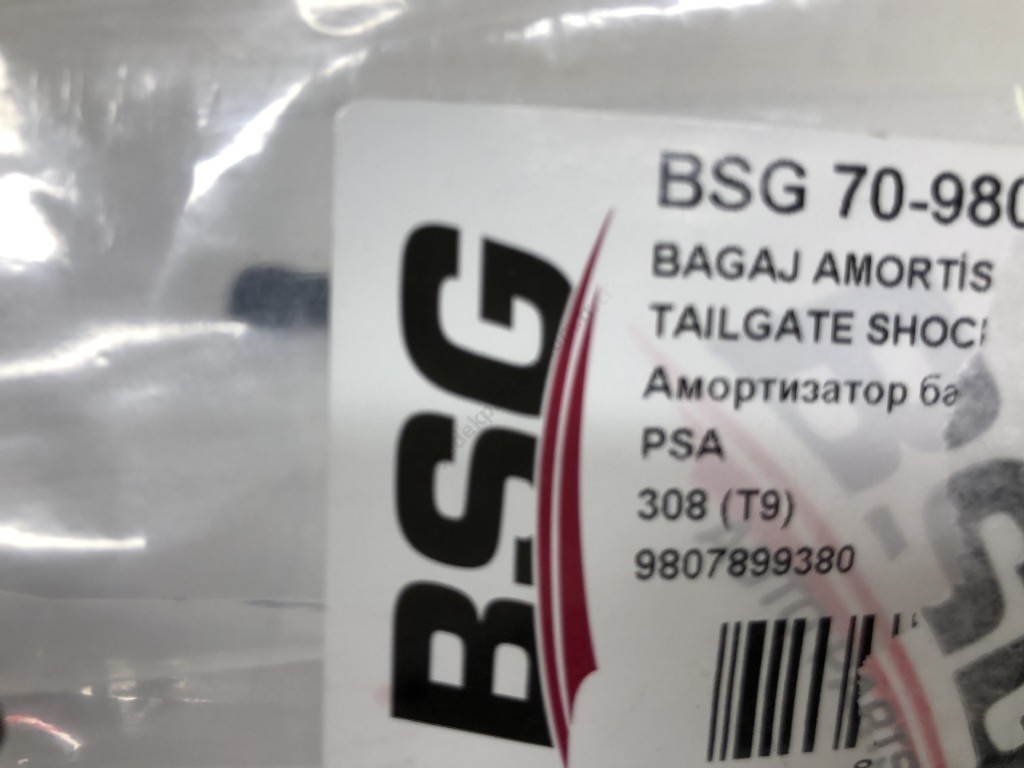 BSG
BSG 70-980
BAGAJ AMORTİS
TAILGATE SHOC
Амортизатор ба
PSA
308 (T9)
9807899380